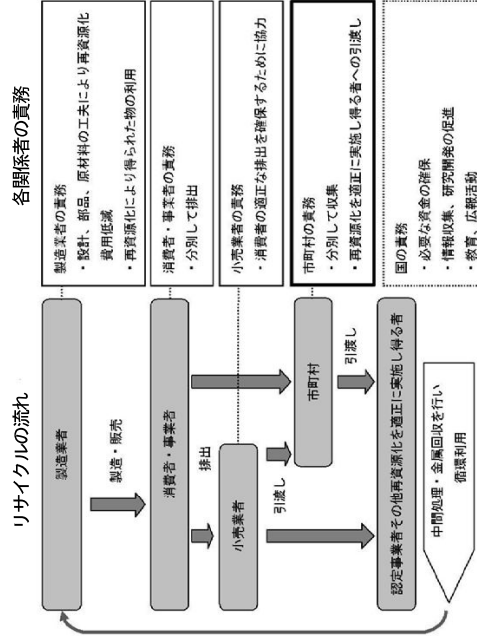 リサイクルの流れ
各関係者の責務
製造業者
製造・販売
消費者・事業者
排出
小売業者
引渡し
市町村
引渡し
認定事業者その他再資源化を適正に実施し得る者
中間処理・金属回収を行い
循環利用
製造業者の責務
・設計、部品、原材料の工夫により再資源化
費用低減
・再資源化により得られた物の利用
消費者・事業者の責務
・分別して排出
小売業者の責務
・消費者の適正な排出を確保するために協力
市町村の責務
・分別して収集
・再資源化を適正に実施し得る者への引渡し
国の責務
・必要な資金の確保
・情報収集、研究開発の促進
・教育、広報活動